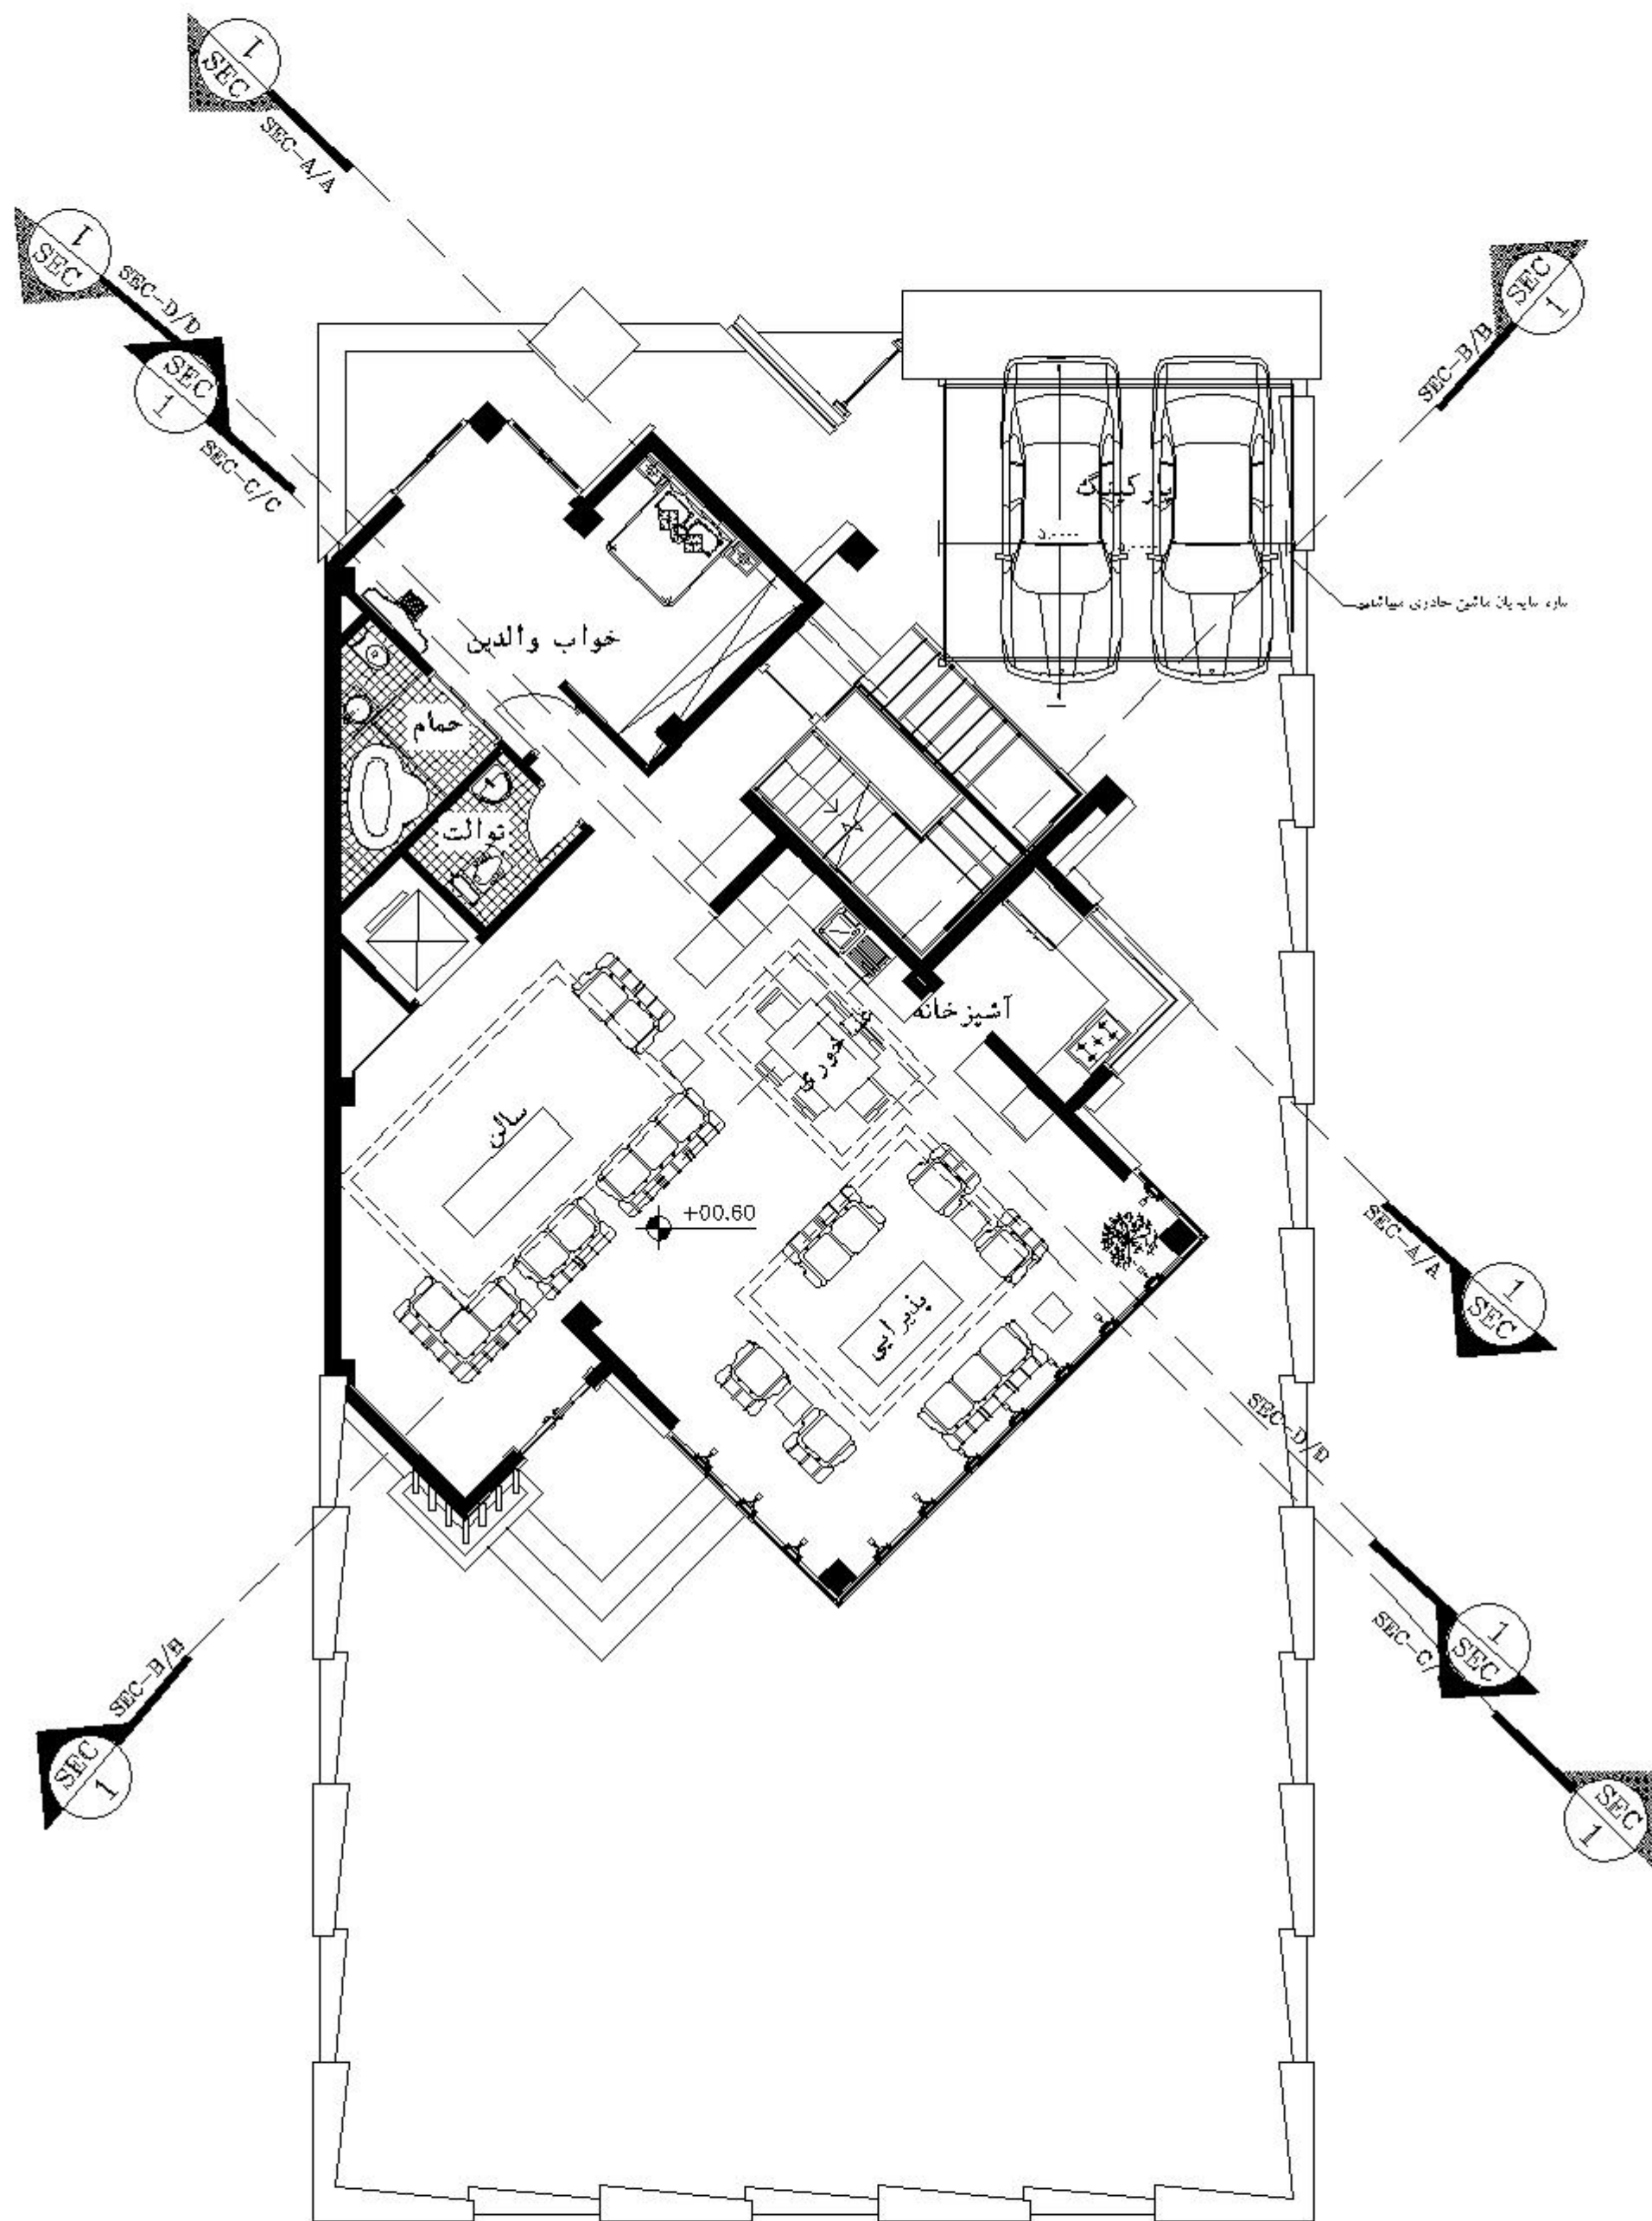 1
SEC
SEC-A/A
1
SEC
SEC-D/D
SEC
1
SEC-C/C
SEC
1
SEC-B/B
پارکینگ
خواب والدین
حمام
توالت
آشپزخانه
غذاخوری
سالن
+00.60
پذیرایی
SEC-A/A
1
SEC
SEC-D/D
1
SEC
SEC-C/
SEC
1
SEC-B/B
SEC
1